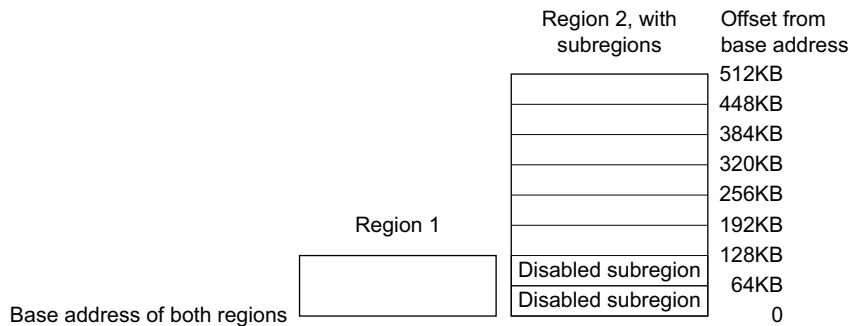 Region 2, with
subregions
Offset from
base address
512KB
448KB
384KB
320KB
256KB
Region 1
192KB
128KB
Disabled subregion
64KB
Disabled subregion
Base address of both regions
0